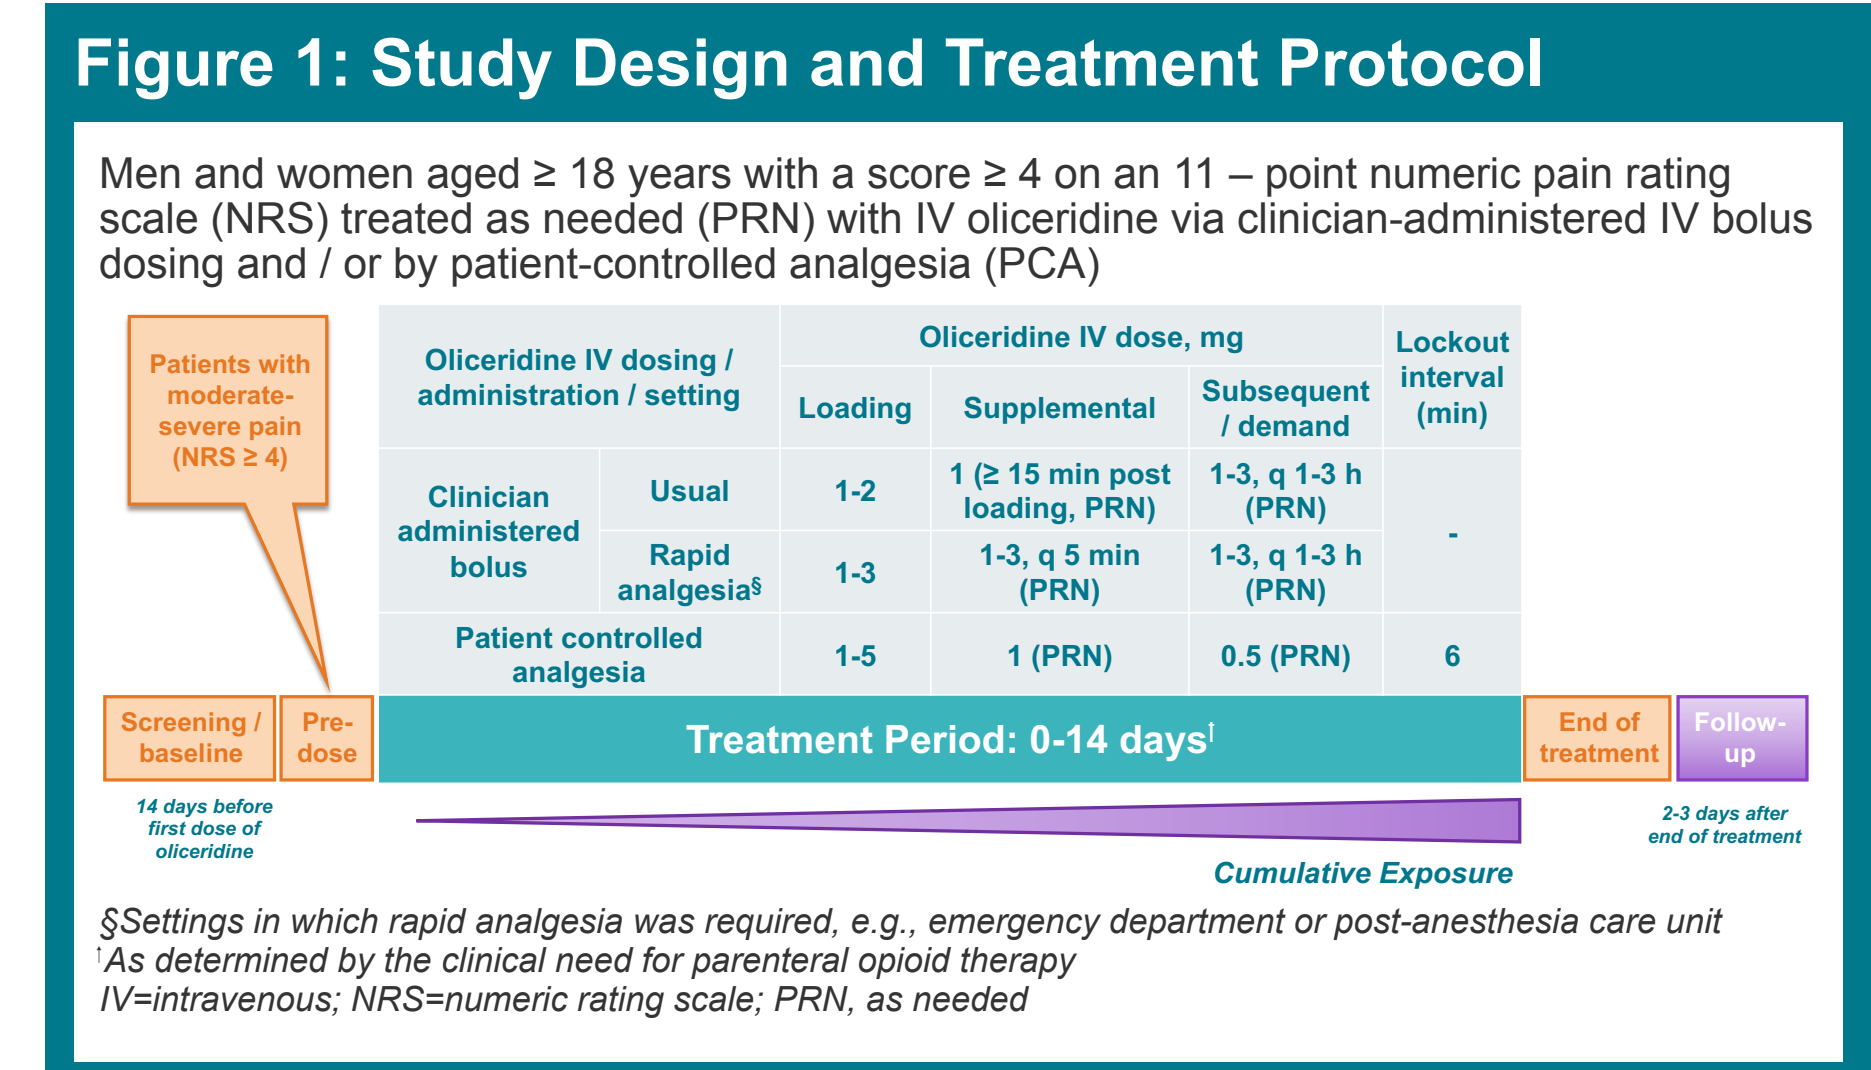 Figure 1: Study Design and Treatment Protocol
Men and women aged ≥ 18 years with a score ≥ 4 on an 11 – point numeric pain rating
scale (NRS) treated as needed (PRN) with IV oliceridine via clinician-administered IV bolus
dosing and / or by patient-controlled analgesia (PCA)
Patients with
moderate-
severe pain
(NRS ≥ 4)
Oliceridine IV dosing /
administration / setting
Oliceridine IV dose, mg
Lockout
interval
(min)
Loading
Supplemental
Subsequent
/ demand
Clinician
administered
bolus
Usual
1-2
1 (≥ 15 min post
loading, PRN)
1-3, q 1-3 h
(PRN)
-
Rapid
analgesia§
1-3
1-3, q 5 min
(PRN)
1-3, q 1-3 h
(PRN)
Patient controlled
analgesia
1-5
1 (PRN)
0.5 (PRN)
6
Screening /
baseline
Pre-
dose
Treatment Period: 0-14 days†
End of
treatment
Follow-
up
14 days before
first dose of
oliceridine
2-3 days after
end of treatment
Cumulative Exposure
§Settings in which rapid analgesia was required, e.g., emergency department or post-anesthesia care unit
†As determined by the clinical need for parenteral opioid therapy
IV=intravenous; NRS=numeric rating scale; PRN, as needed